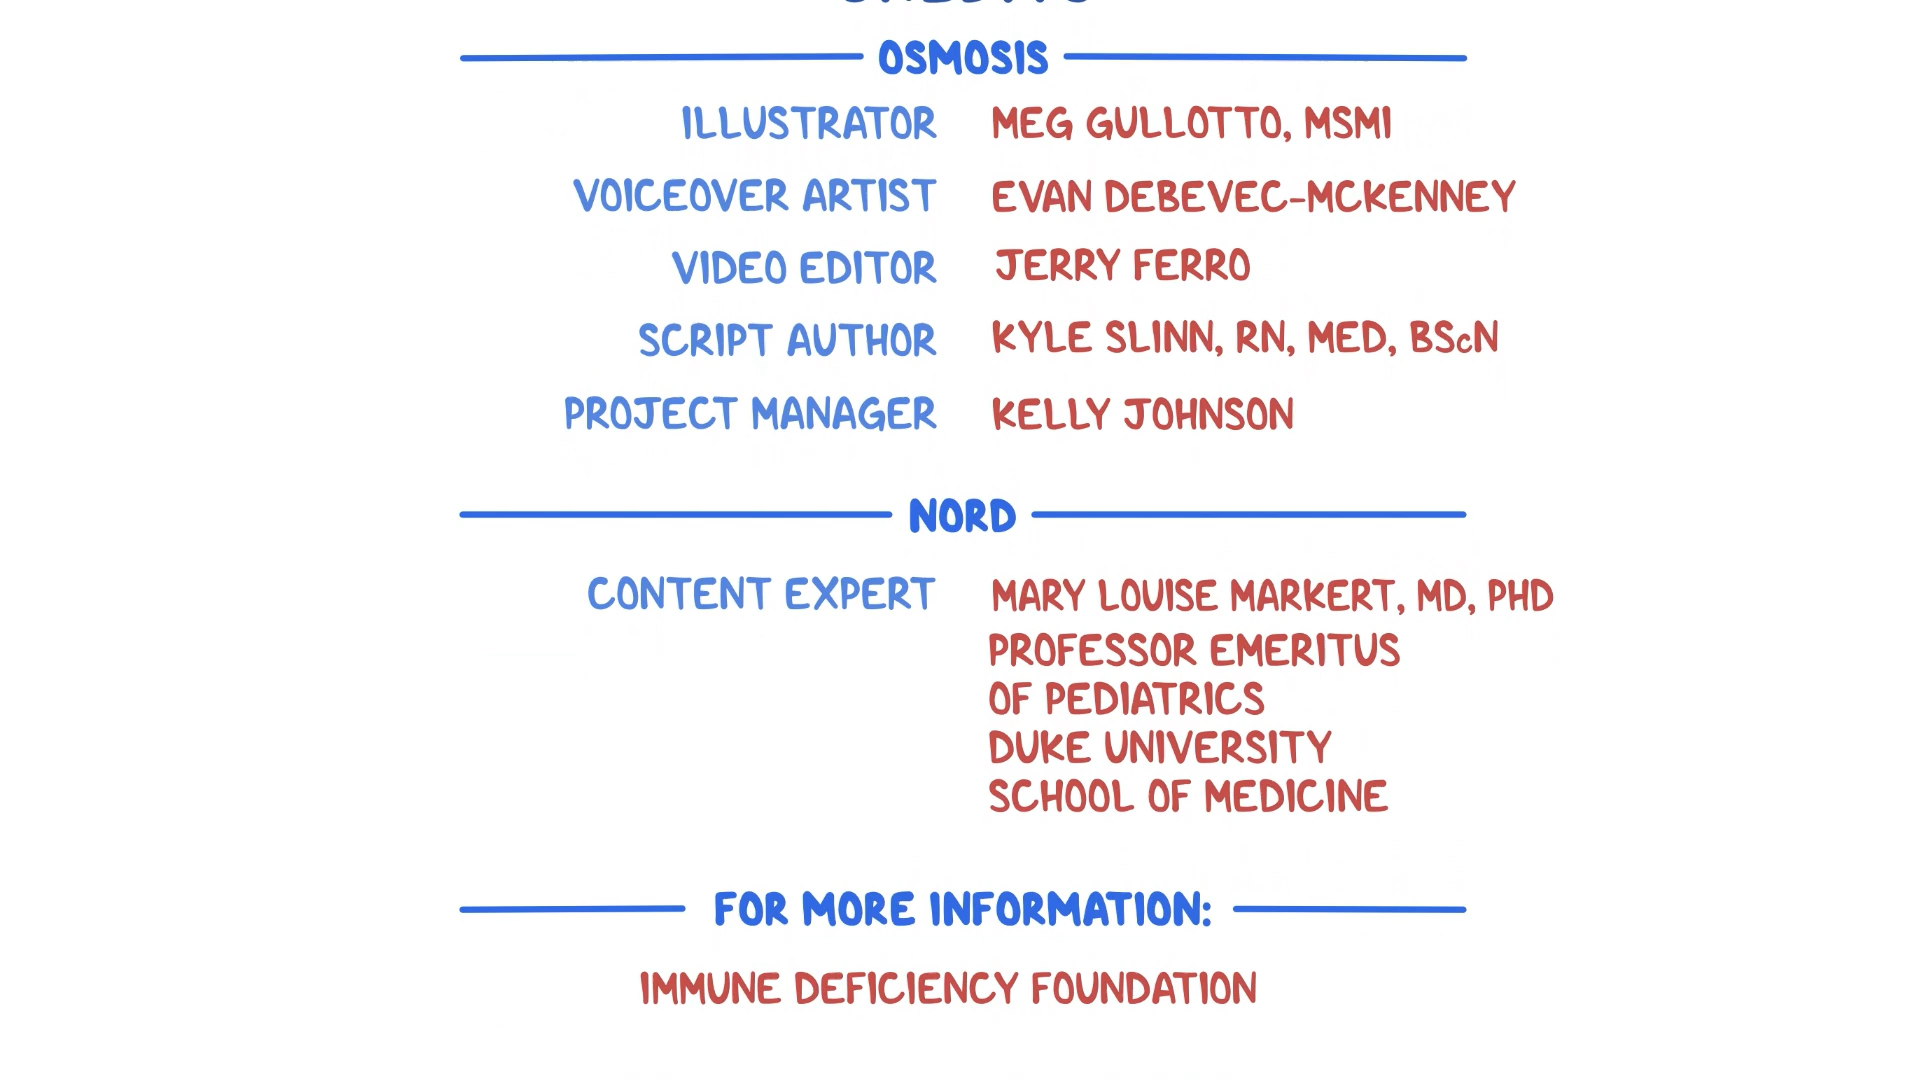 OSMOSIS
ILLUSTRATOR MEG GULLOTTO, MSMI
VOICEOVER ARTIST EVAN DEBEVEC-MCKENNEY
VIDEO EDITOR JERRY FERRO
SCRIPT AUTHOR KYLE SLINN, RN, MED, BScN
PROJECT MANAGER KELLY JOHNSON
NORD
CONTENT EXPERT MARY LOUISE MARKERT, MD, PHD
PROFESSOR EMERITUS
OF PEDIATRICS
DUKE UNIVERSITY
SCHOOL OF MEDICINE
FOR MORE INFORMATION:
IMMUNE DEFICIENCY FOUNDATION